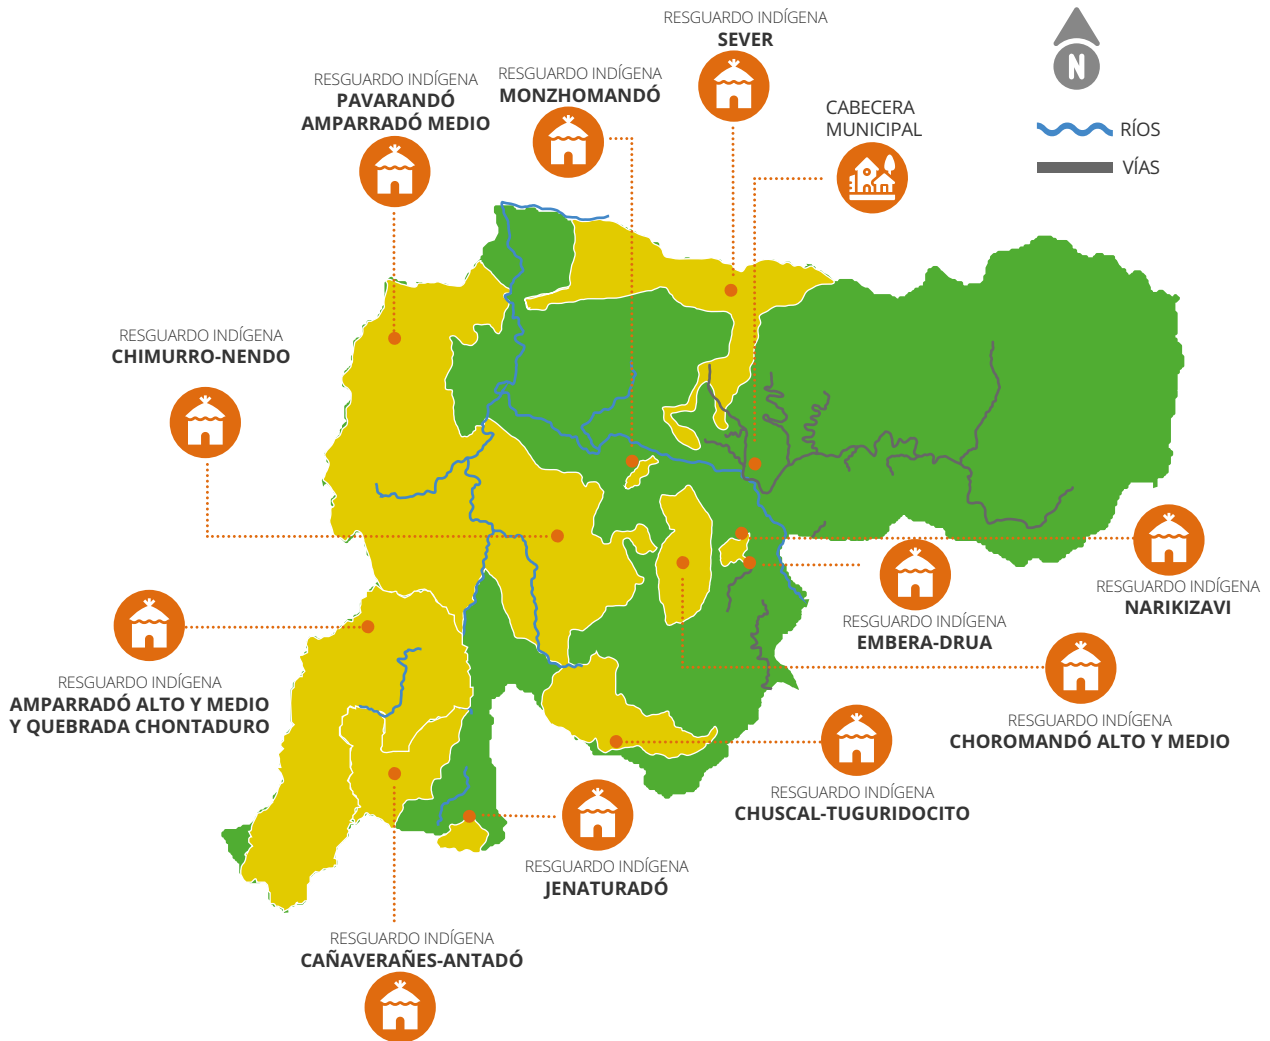 RESGUARDO INDÍGENA
SEVER
RESGUARDO INDÍGENA
MONZHOMANDÓ
RESGUARDO INDÍGENA
PAVARANDÓ
AMPARRADÓ MEDIO
CABECERA
MUNICIPAL
N
RÍOS
VÍAS
RESGUARDO INDÍGENA
CHIMURRO-NENDO
RESGUARDO INDÍGENA
NARIKIZAVI
RESGUARDO INDÍGENA
EMBERA-DRUA
RESGUARDO INDÍGENA
AMPARRADÓ ALTO Y MEDIO
Y QUEBRADA CHONTADURO
RESGUARDO INDÍGENA
CHOROMANDÓ ALTO Y MEDIO
RESGUARDO INDÍGENA
CHUSCAL-TUGURIDOCITO
RESGUARDO INDÍGENA
JENATURADÓ
RESGUARDO INDÍGENA
CAÑAVERAÑES-ANTADÓ